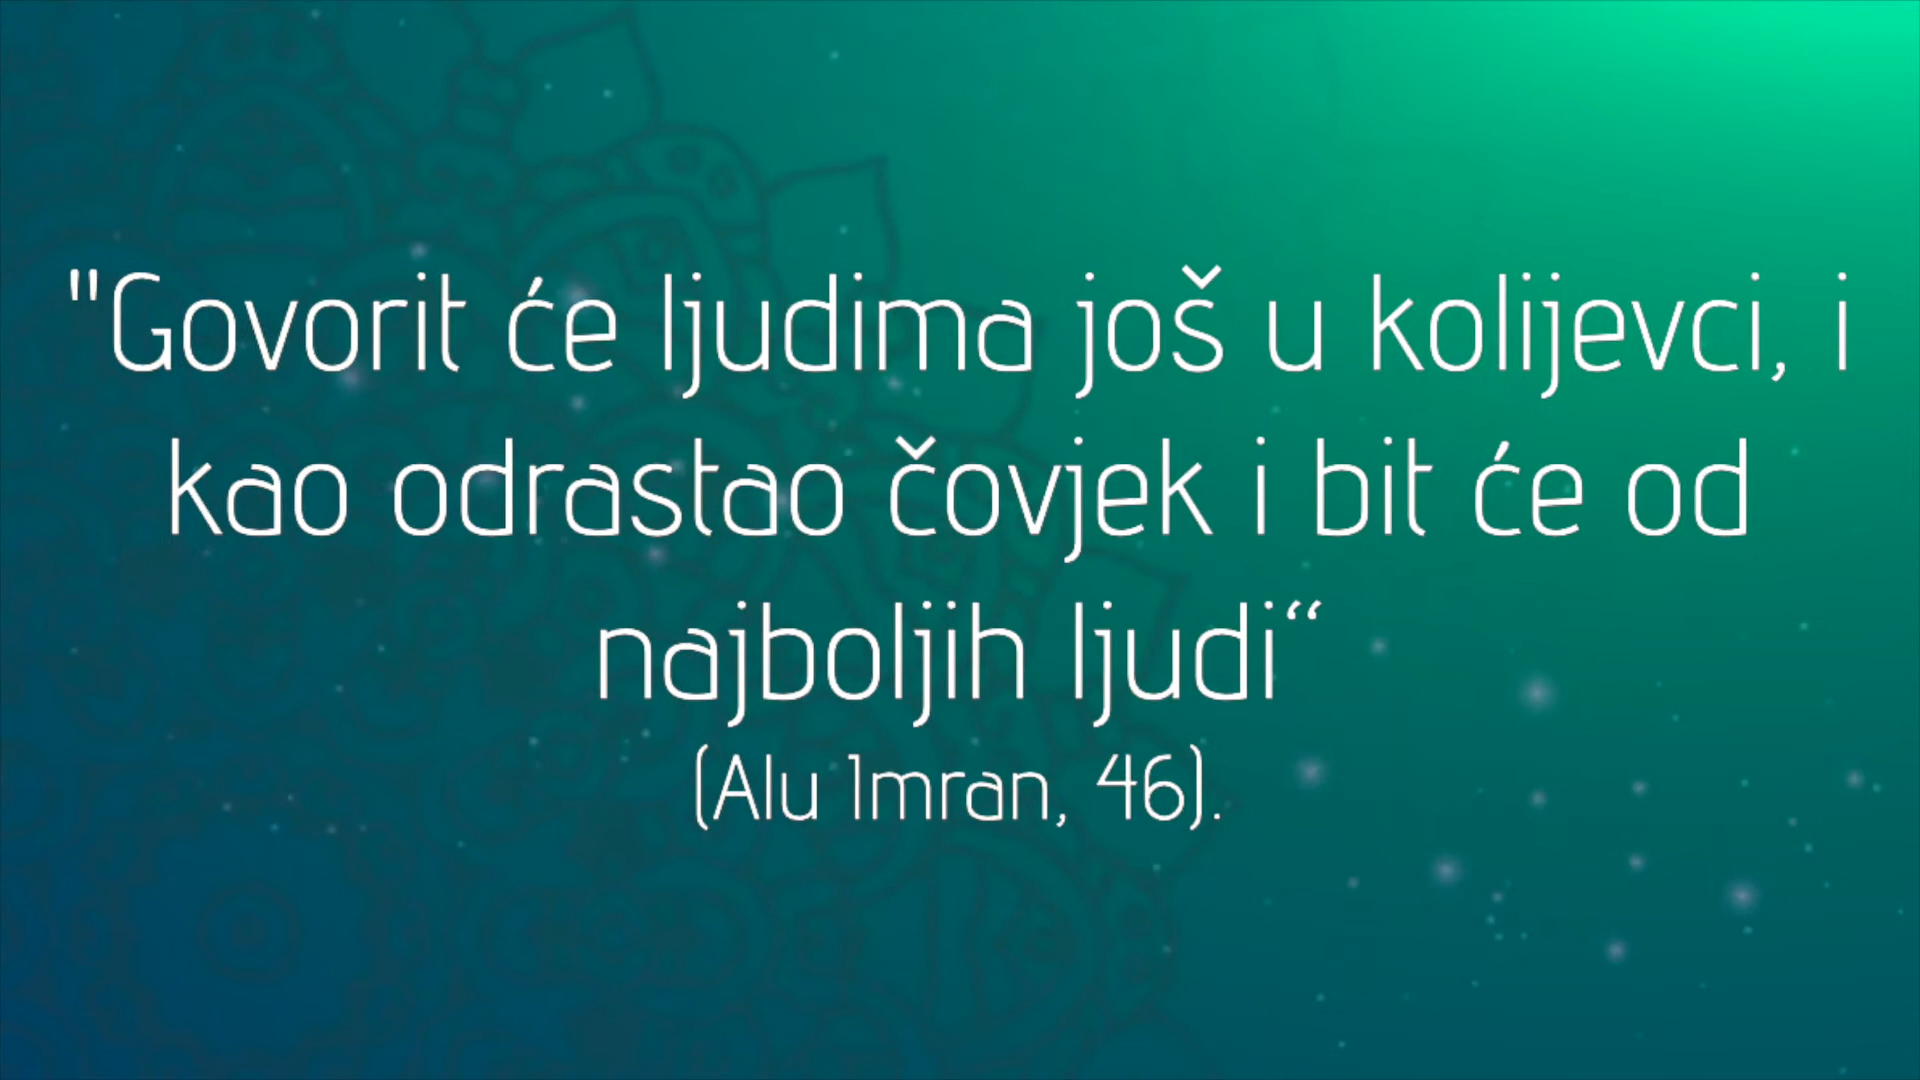 "Govorit će ljudima još u kolijevci, i
kao odrastao čovjek i bit će od
najboljih ljudi“
(Alu Imran, 46).